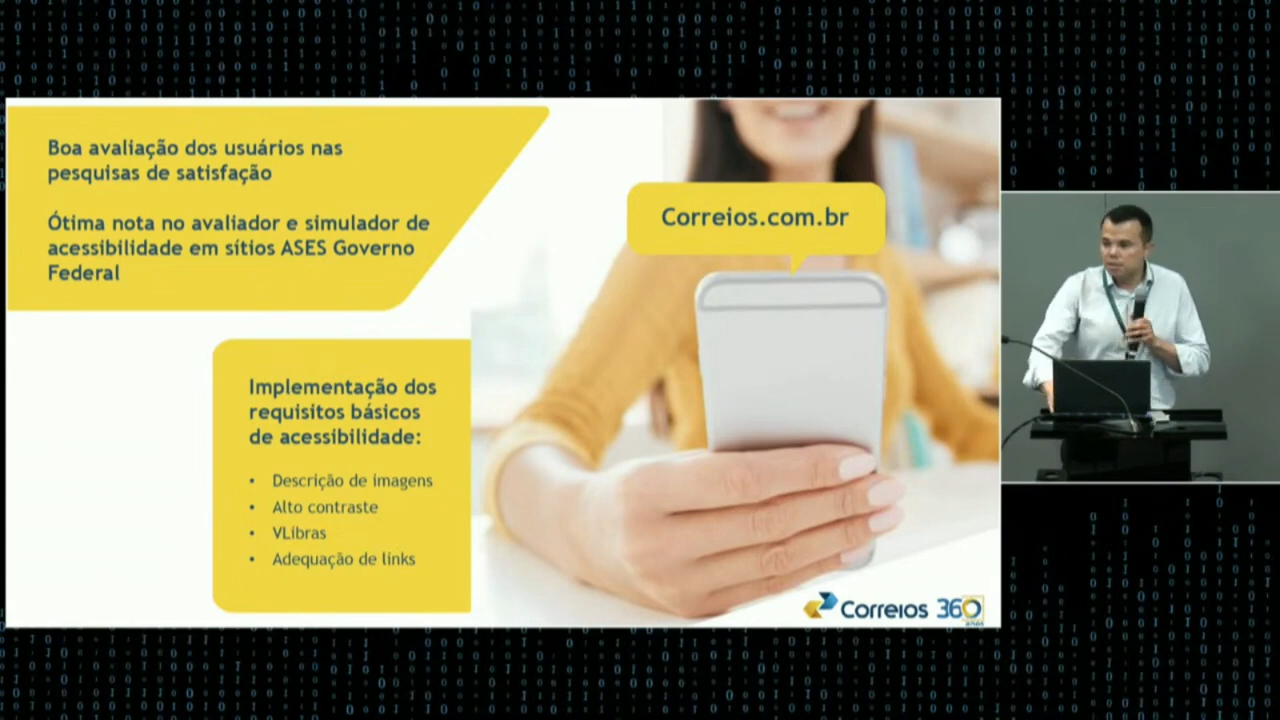 Boa avaliação dos usuários nas
pesquisas de satisfação
Ótima nota no avaliador e simulador de
acessibilidade em sítios ASES Governo
Federal
Correios.com.br
Implementação dos
requisitos básicos
de acessibilidade:
• Descrição de imagens
• Alto contraste
• VLibras
• Adequação de links
Correios 360
anos